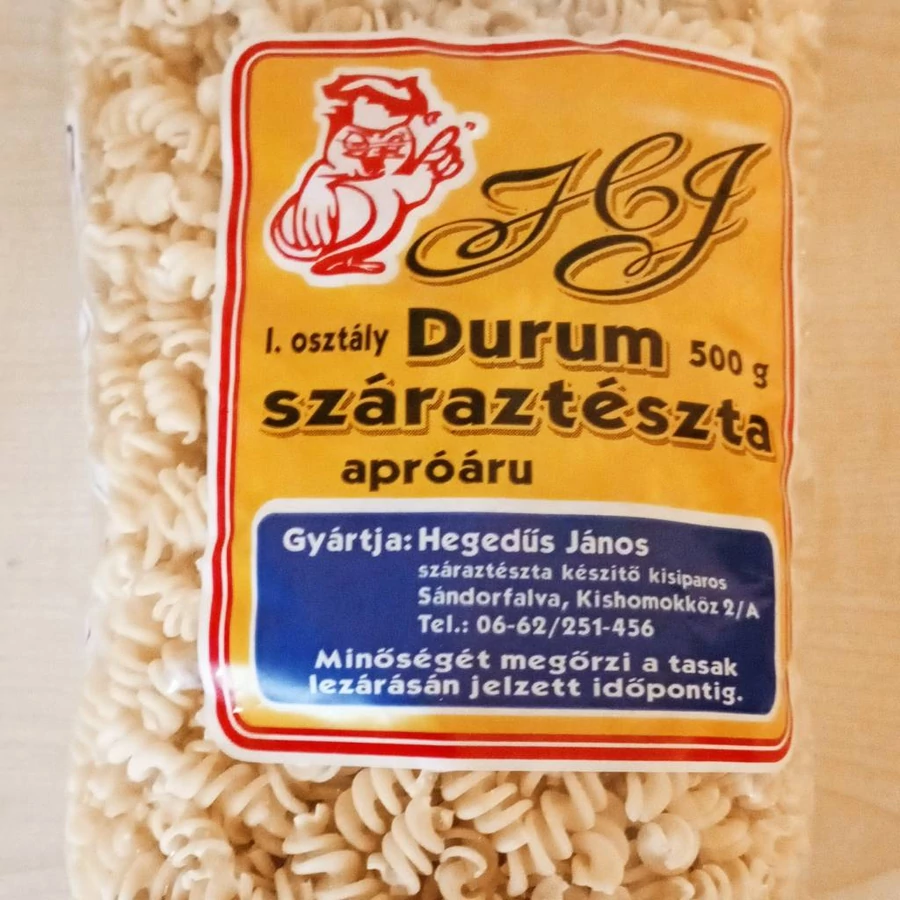 HJ
I. osztály Durum 500 g
száraztészta
apróáru
Gyártja: Hegedűs János
száraztészta készítő kisiparos
Sándorfalva, Kishomokköz 2/A
Tel.: 06-62/251-456
Minőségét megőrzi a tasak
lezárásán jelzett időpontig.